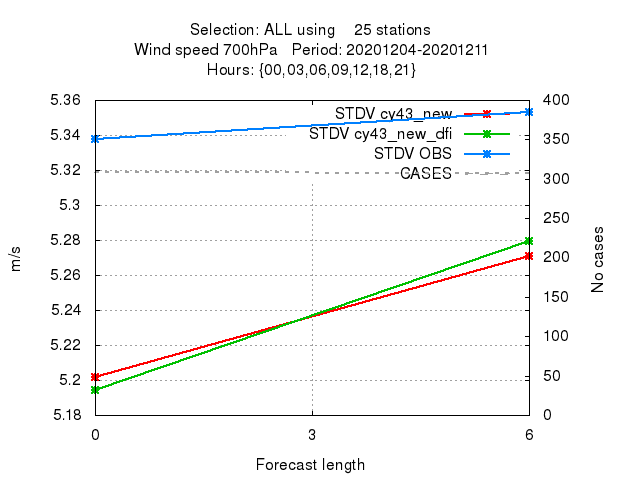 Selection: ALL using    25 stations
Wind speed 700hPa   Period: 20201204-20201211
Hours: {00,03,06,09,12,18,21}
5.36
5.34
5.32
5.3
5.28
5.26
5.24
5.22
5.2
5.18
400
350
300
250
200
150
100
50
0
STDV cy43_new
STDV cy43_new_dfi
STDV OBS
CASES
m/s
No cases
0 3 6
Forecast length